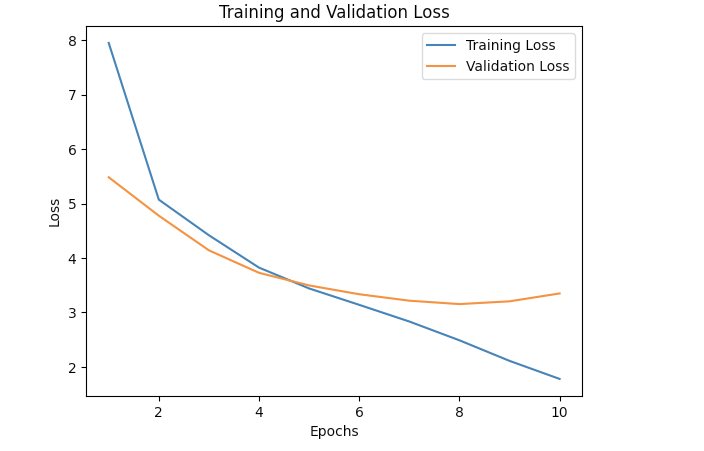 Training and Validation Loss
Training Loss
Validation Loss
8
7
6
5
4
3
2
Loss
2 4 6 8 10
Epochs